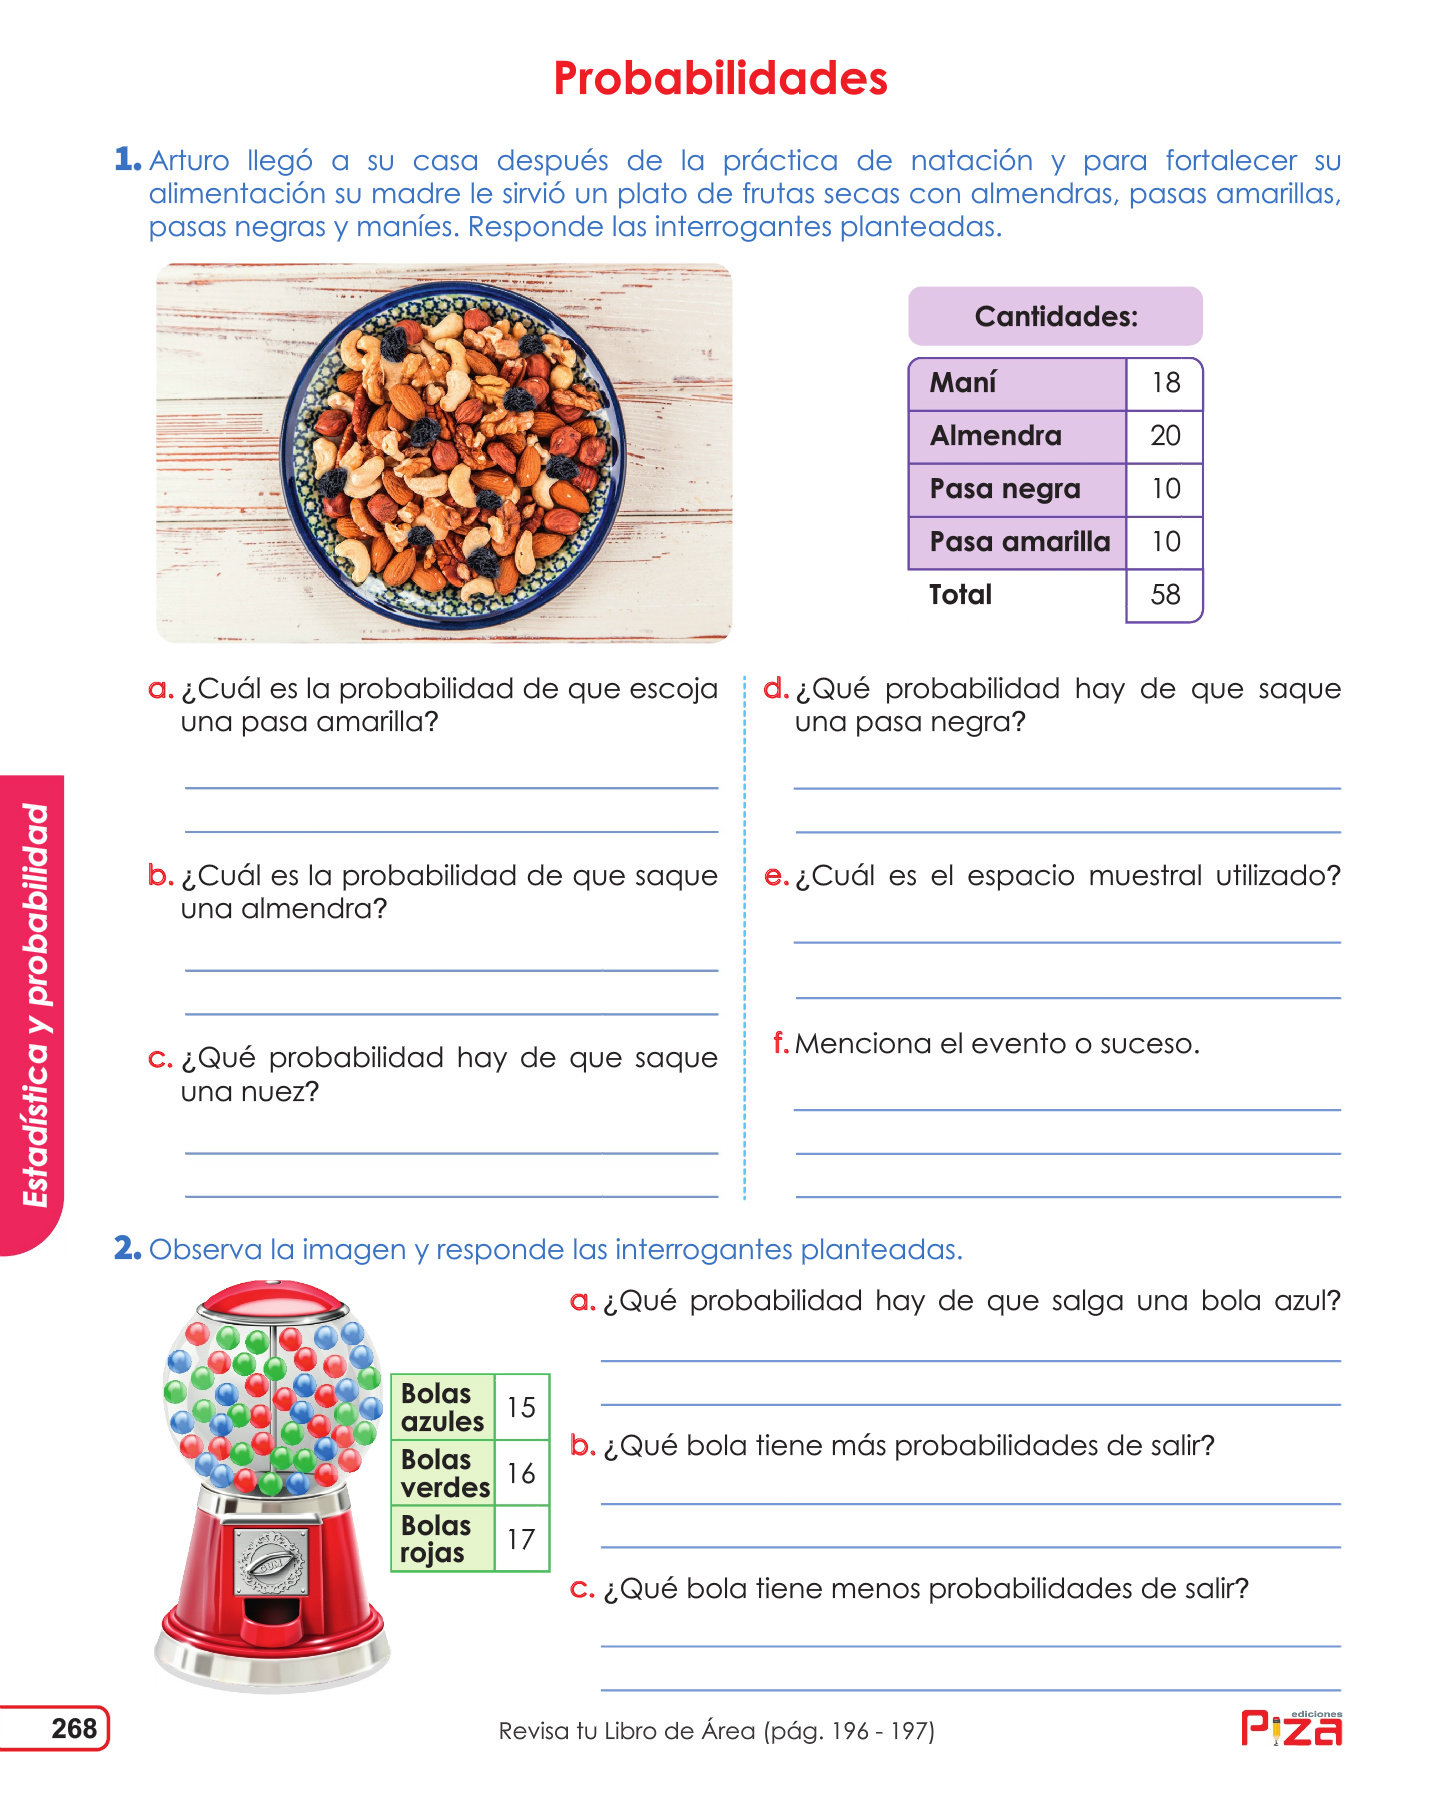 Probabilidades
1. Arturo llegó a su casa después de la práctica de natación y para fortalecer su
alimentación su madre le sirvió un plato de frutas secas con almendras, pasas amarillas,
pasas negras y maníes. Responde las interrogantes planteadas.
Cantidades:
Maní 18
Almendra 20
Pasa negra 10
Pasa amarilla 10
Total 58
a. ¿Cuál es la probabilidad de que escoja
una pasa amarilla?
b. ¿Cuál es la probabilidad de que saque
una almendra?
c. ¿Qué probabilidad hay de que saque
una nuez?
d. ¿Qué probabilidad hay de que saque
una pasa negra?
e. ¿Cuál es el espacio muestral utilizado?
f. Menciona el evento o suceso.
Estadística y probabilidad
2. Observa la imagen y responde las interrogantes planteadas.
Bolas
azules 15
Bolas
verdes 16
Bolas
rojas 17
a. ¿Qué probabilidad hay de que salga una bola azul?
b. ¿Qué bola tiene más probabilidades de salir?
c. ¿Qué bola tiene menos probabilidades de salir?
268
Revisa tu Libro de Área (pág. 196 - 197)
ediciones
Piza